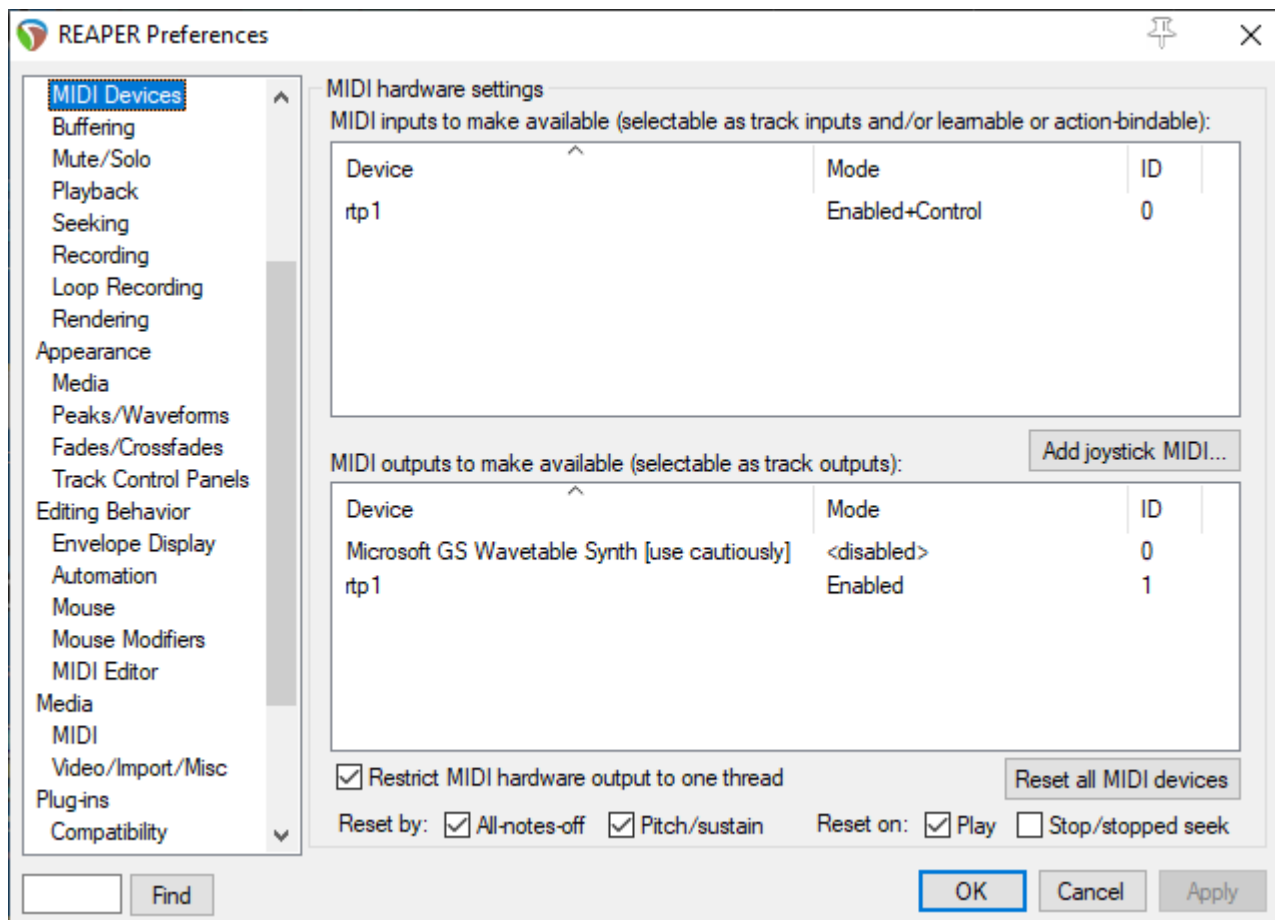 REAPER Preferences
MIDI Devices
Buffering
Mute/Solo
Playback
Seeking
Recording
Loop Recording
Rendering
Appearance
Media
Peaks/Waveforms
Fades/Crossfades
Track Control Panels
Editing Behavior
Envelope Display
Automation
Mouse
Mouse Modifiers
MIDI Editor
Media
MIDI
Video/Import/Misc
Plug-ins
Compatibility
Find
MIDI hardware settings
MIDI inputs to make available (selectable as track inputs and/or learnable or action-bindable):
Device Mode ID
rtp1 Enabled+Control 0
Add joystick MIDI...
MIDI outputs to make available (selectable as track outputs):
Device Mode ID
Microsoft GS Wavetable Synth [use cautiously] <disabled> 0
rtp1 Enabled 1
Restrict MIDI hardware output to one thread
Reset all MIDI devices
Reset by: All-notes-off Pitch/sustain Reset on: Play Stop/stopped seek
OK Cancel Apply